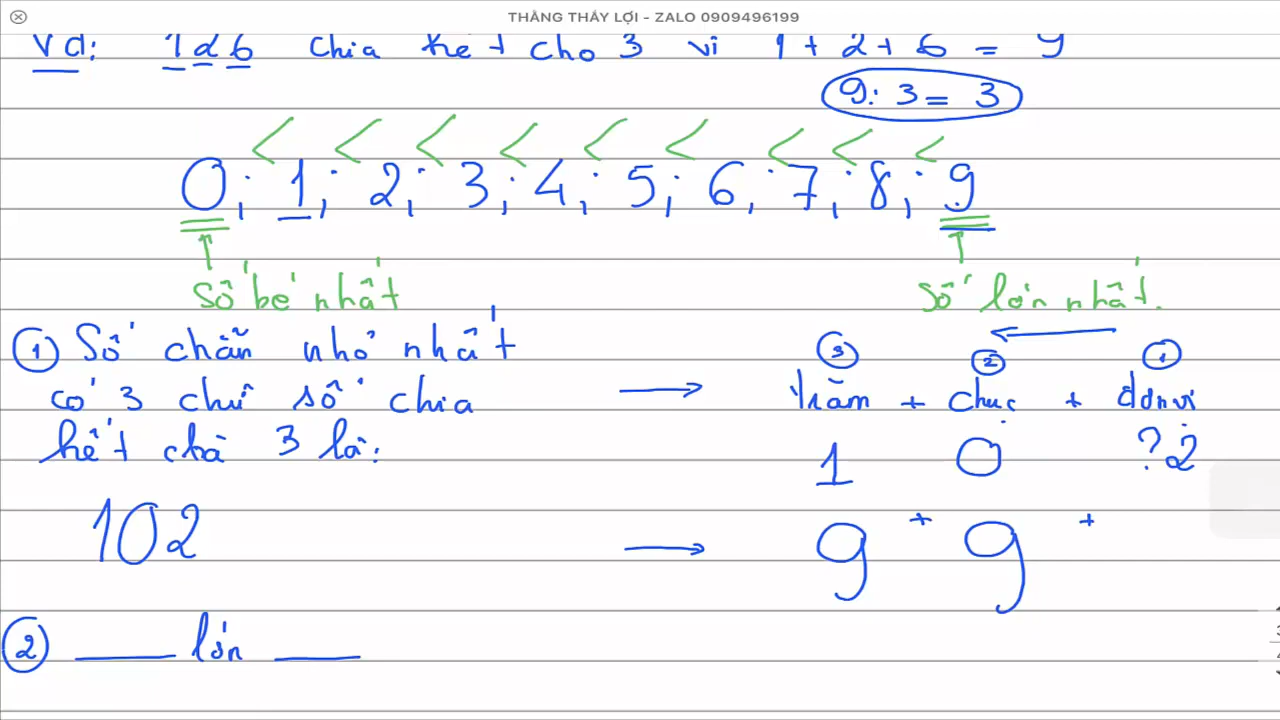 THẮNG THẦY LỢI - ZALO 0909496199
Vd: 126 chia hết cho 3 vì 1 + 2 + 6 = 9
9 : 3 = 3
< < < < < < < < <
0; 1; 2; 3; 4; 5; 6; 7; 8; 9
số bé nhất số lớn nhất.
① Số chẵn nhỏ nhất ③ ② ①
có 3 chữ số chia → trăm + chục + đơn vị
hết cho 3 là: 1 0 ? 2
102 → 9 + 9 +
② ___ lớn ___